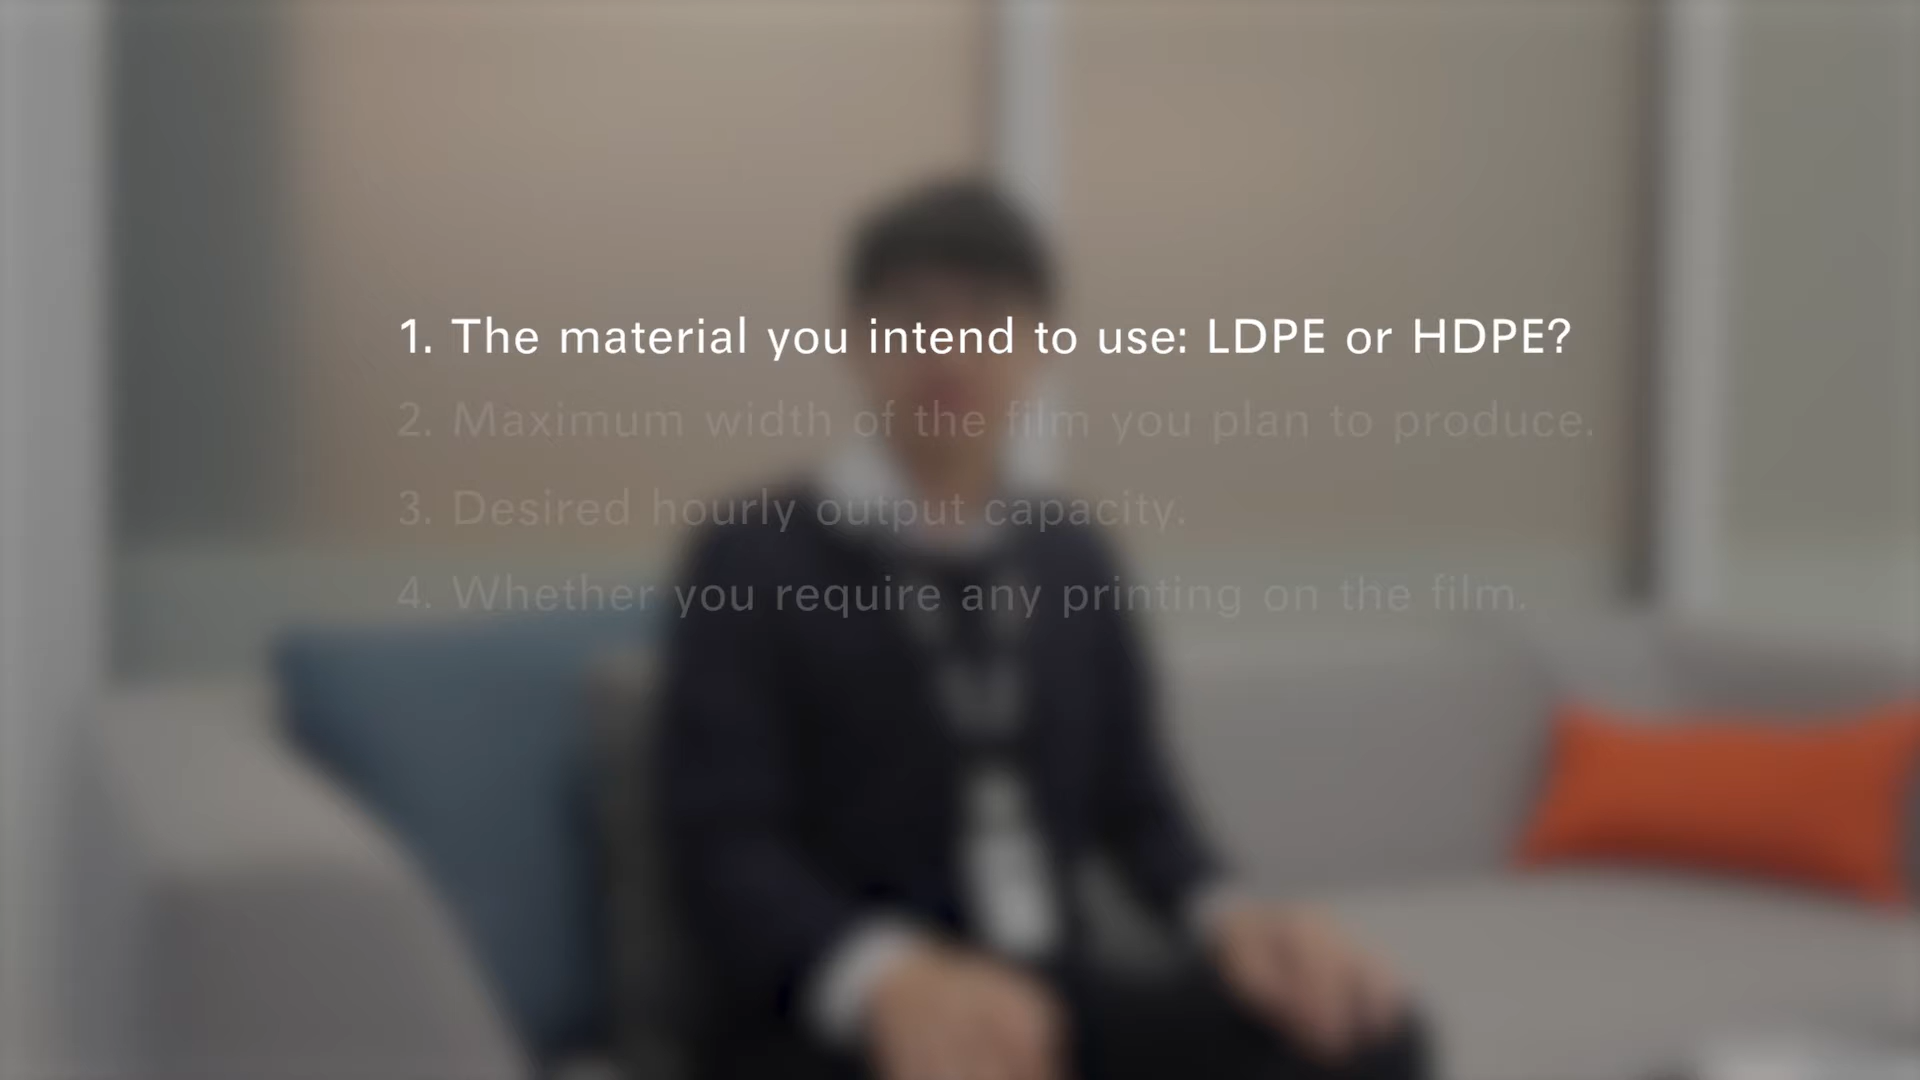 1. The material you intend to use: LDPE or HDPE?
2. Maximum width of the film you plan to produce.
3. Desired hourly output capacity.
4. Whether you require any printing on the film.